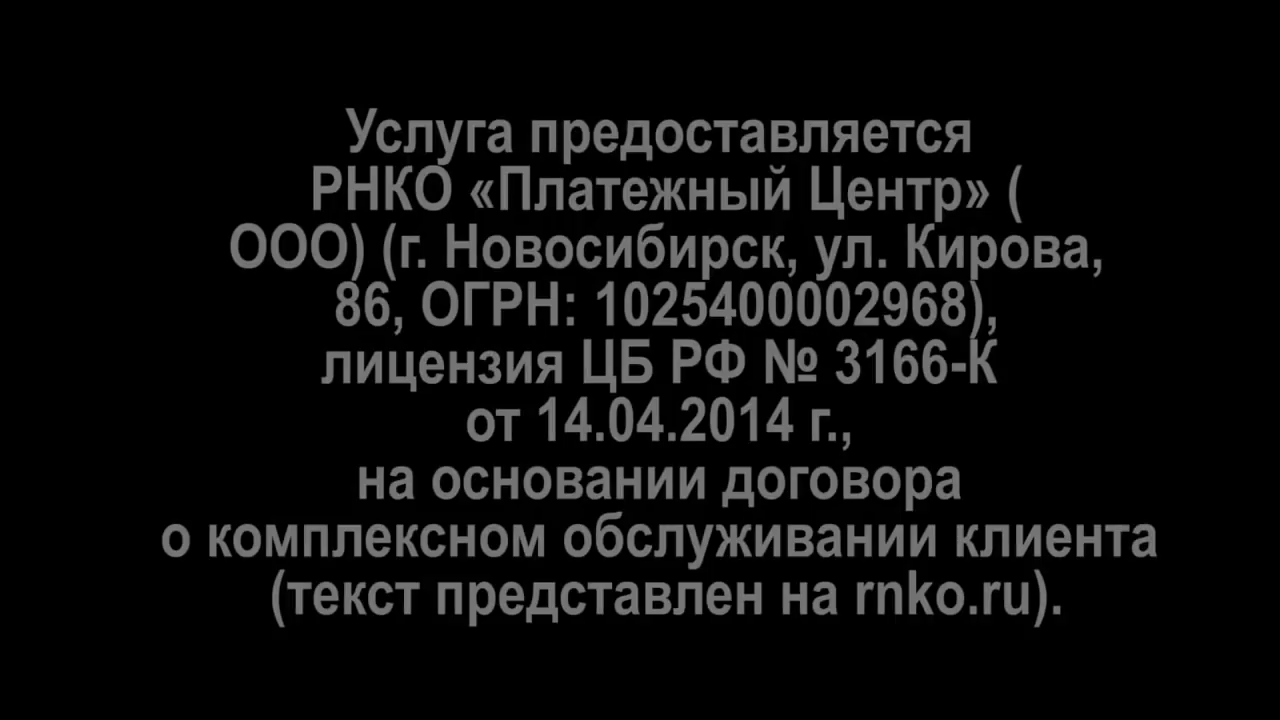 Услуга предоставляется
РНКО «Платежный Центр» (
ООО) (г. Новосибирск, ул. Кирова,
86, ОГРН: 1025400002968),
лицензия ЦБ РФ № 3166-К
от 14.04.2014 г.,
на основании договора
о комплексном обслуживании клиента
(текст представлен на rnko.ru).